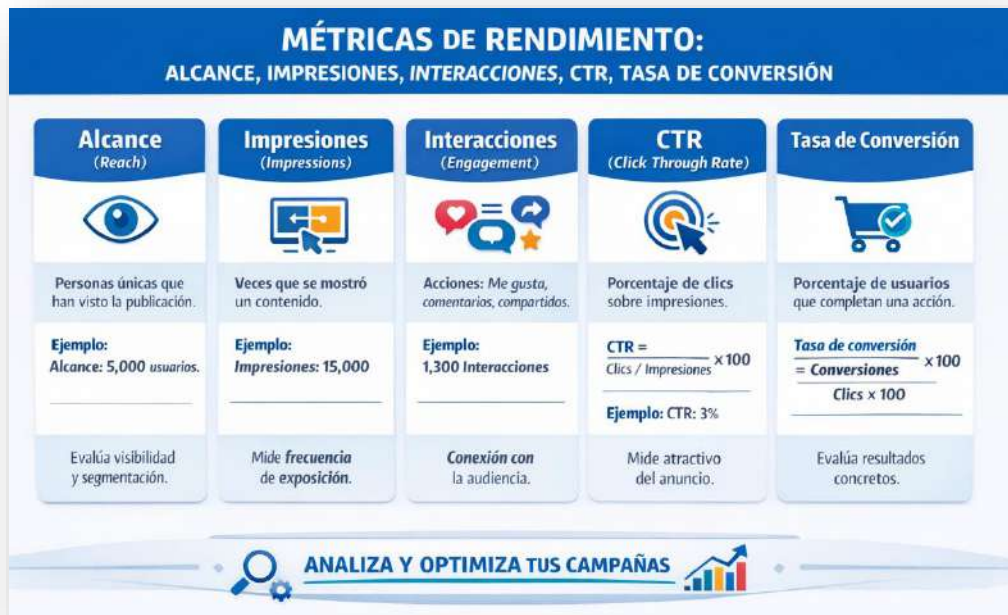 MÉTRICAS DE RENDIMIENTO:
ALCANCE, IMPRESIONES, INTERACCIONES, CTR, TASA DE CONVERSIÓN
Alcance
(Reach)
Personas únicas que
han visto la publicación.
Ejemplo:
Alcance: 5,000 usuarios.
Evalúa visibilidad
y segmentación.
Impresiones
(Impressions)
Veces que se mostró
un contenido.
Ejemplo:
Impresiones: 15,000
Mide frecuencia
de exposición.
Interacciones
(Engagement)
Acciones: Me gusta,
comentarios, compartidos.
Ejemplo:
1,300 Interacciones
Conexión con
la audiencia.
CTR
(Click Through Rate)
Porcentaje de clics
sobre impresiones.
CTR =
Clics / Impresiones ×100
Ejemplo: CTR: 3%
Mide atractivo
del anuncio.
Tasa de Conversión
Porcentaje de usuarios
que completan una acción.
Tasa de conversión
= Conversiones ×100
Clics × 100
Evalúa resultados
concretos.
ANALIZA Y OPTIMIZA TUS CAMPAÑAS